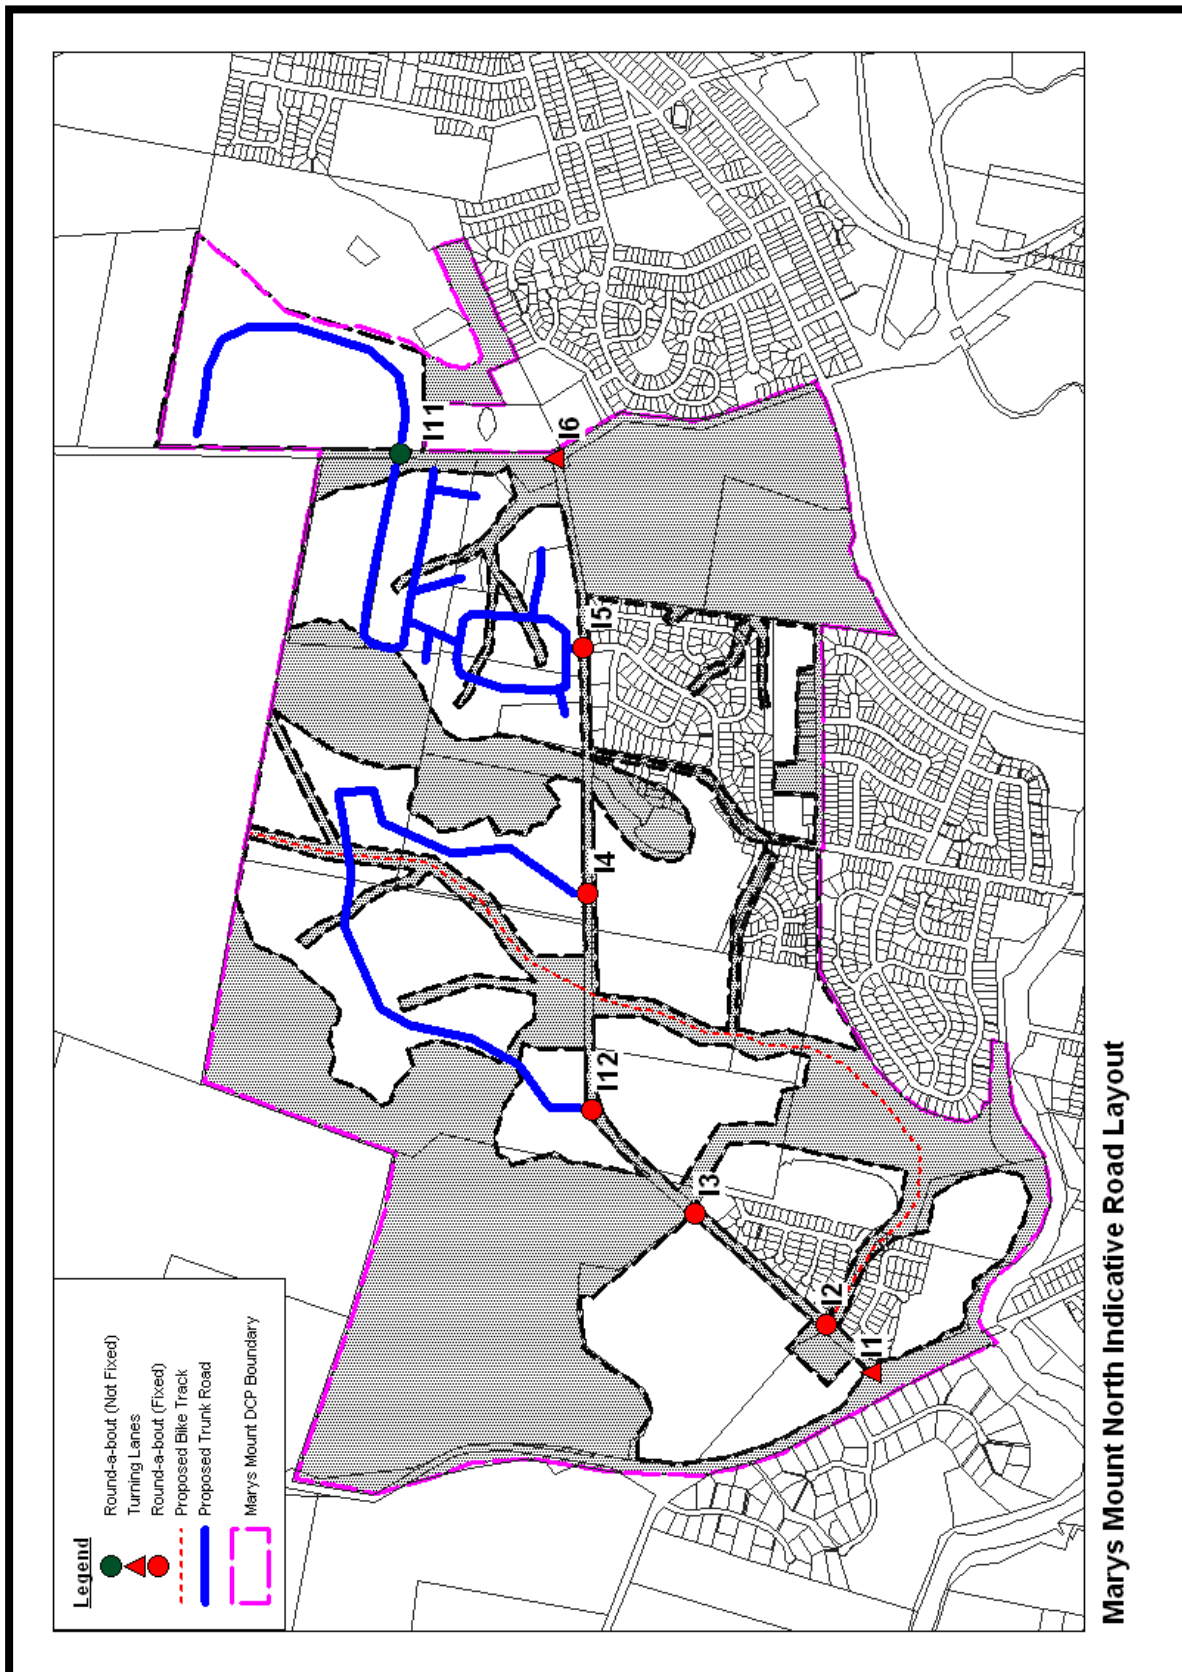 Legend
Round-a-bout (Not Fixed)
Turning Lanes
Round-a-bout (Fixed)
Proposed Bike Track
Proposed Trunk Road
Marys Mount DCP Boundary
I1
I2
I3
I12
I4
I5
I6
I11
Marys Mount North Indicative Road Layout